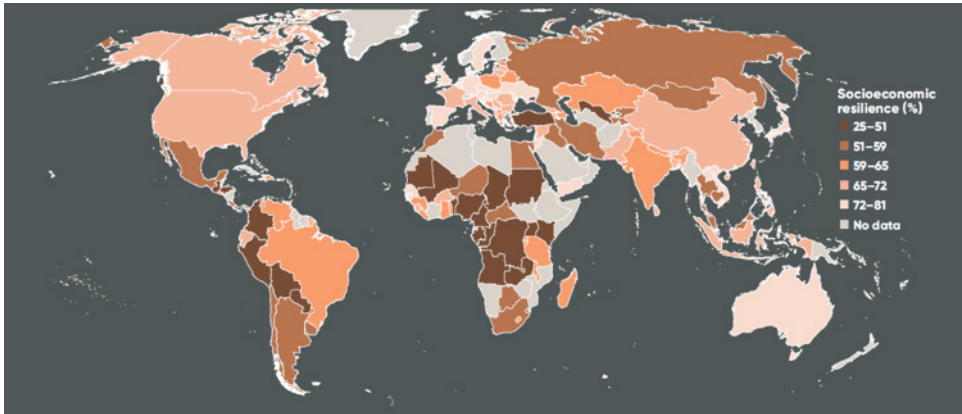 Socioeconomic
resilience (%)
25–51
51–59
59–65
65–72
72–81
No data